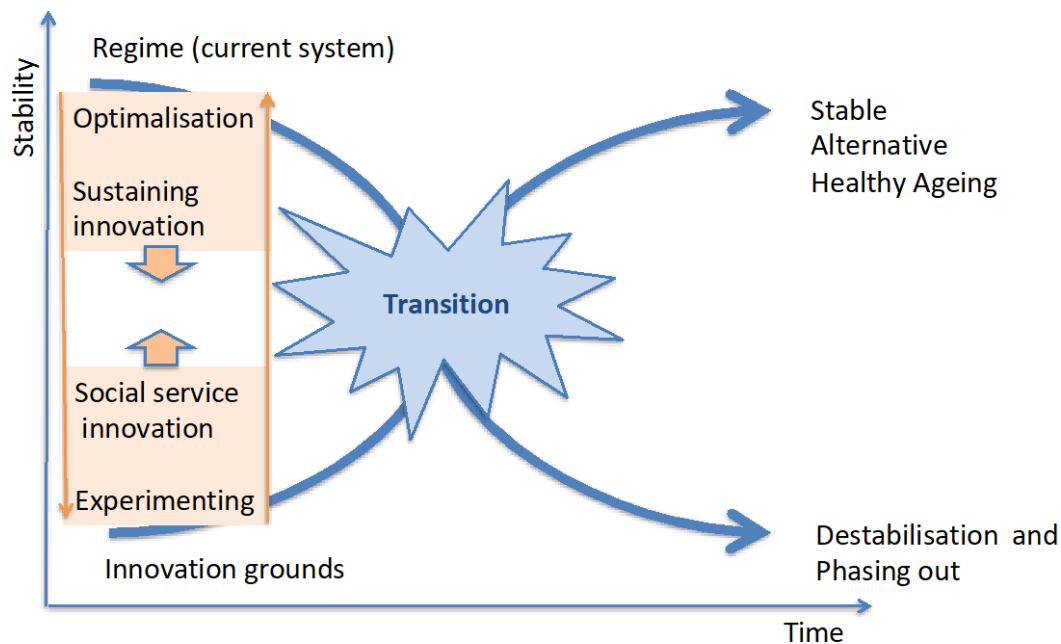 Stability
Regime (current system)
Optimalisation
Sustaining
innovation
Social service
innovation
Experimenting
Innovation grounds
Transition
Stable
Alternative
Healthy Ageing
Destabilisation and
Phasing out
Time